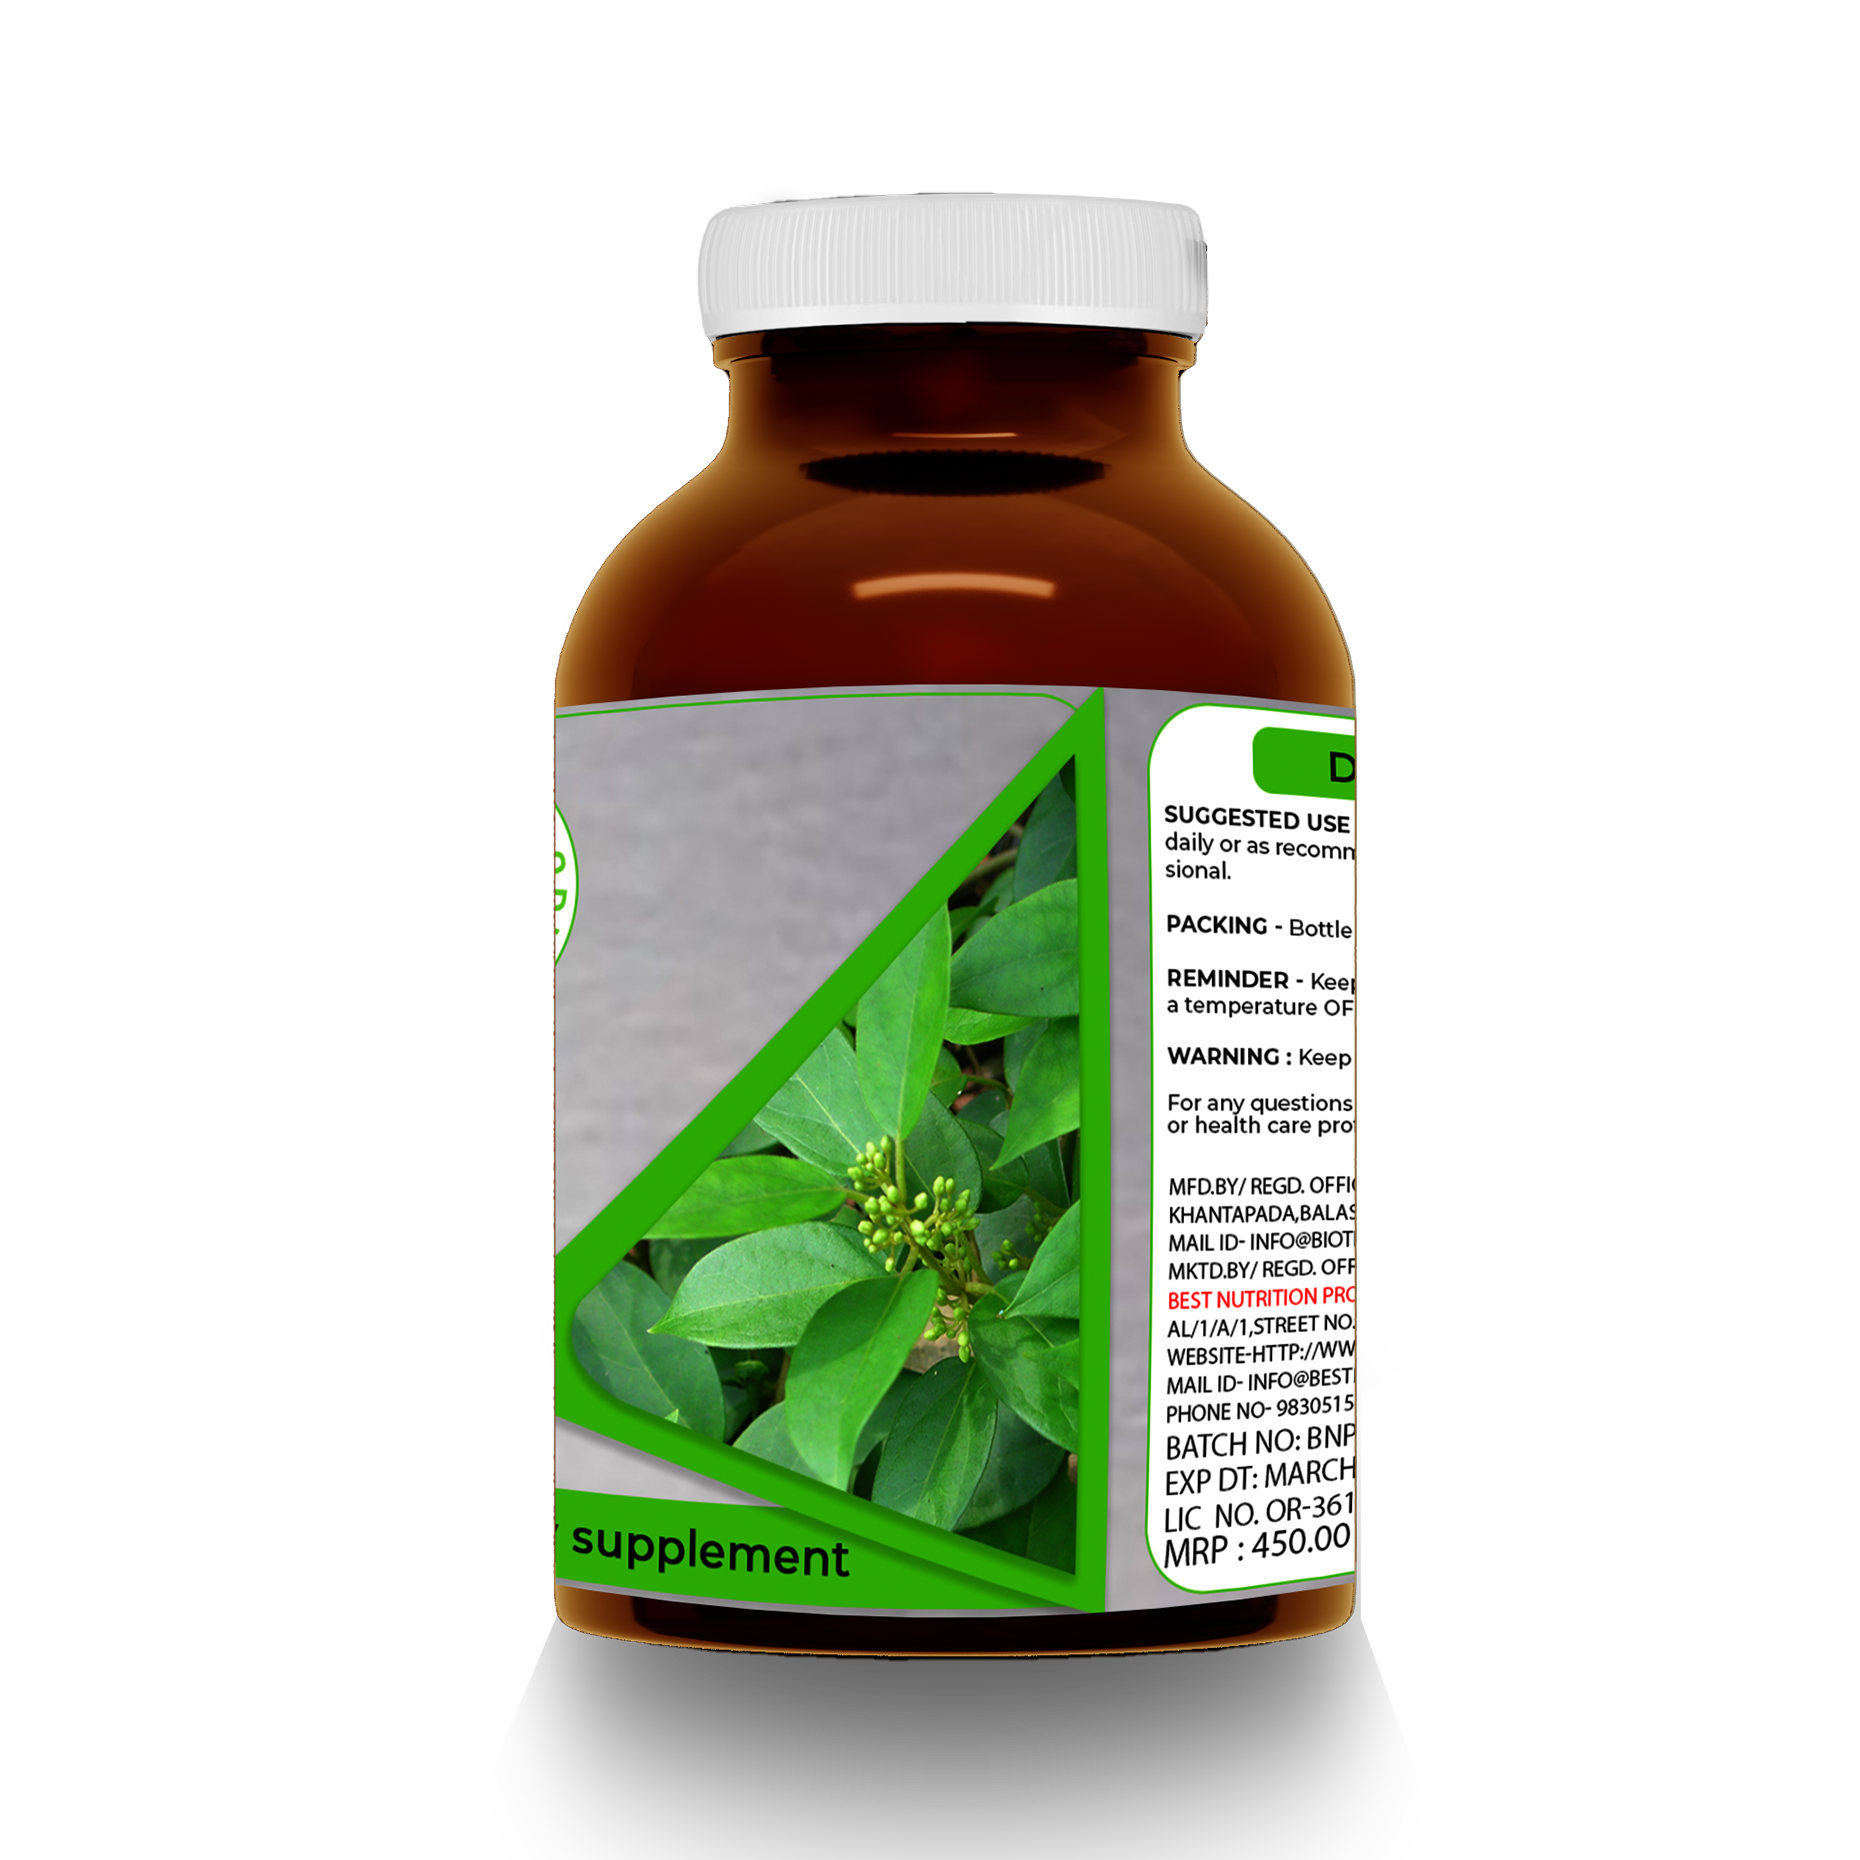 supplement
SUGGESTED USE
daily or as recomm
sional.
PACKING - Bottle
REMINDER - Keep
a temperature OF
WARNING : Keep
For any questions
or health care pro
MFD.BY/ REGD. OFFIC
KHANTAPADA,BALAS
MAIL ID- INFO@BIOT
MKTD.BY/ REGD. OFF
BEST NUTRITION PRO
AL/1/A/1,STREET NO.
WEBSITE-HTTP://WW
MAIL ID- INFO@BEST
PHONE NO- 9830515
BATCH NO: BNP
EXP DT: MARCH
LIC NO. OR-361
MRP : 450.00